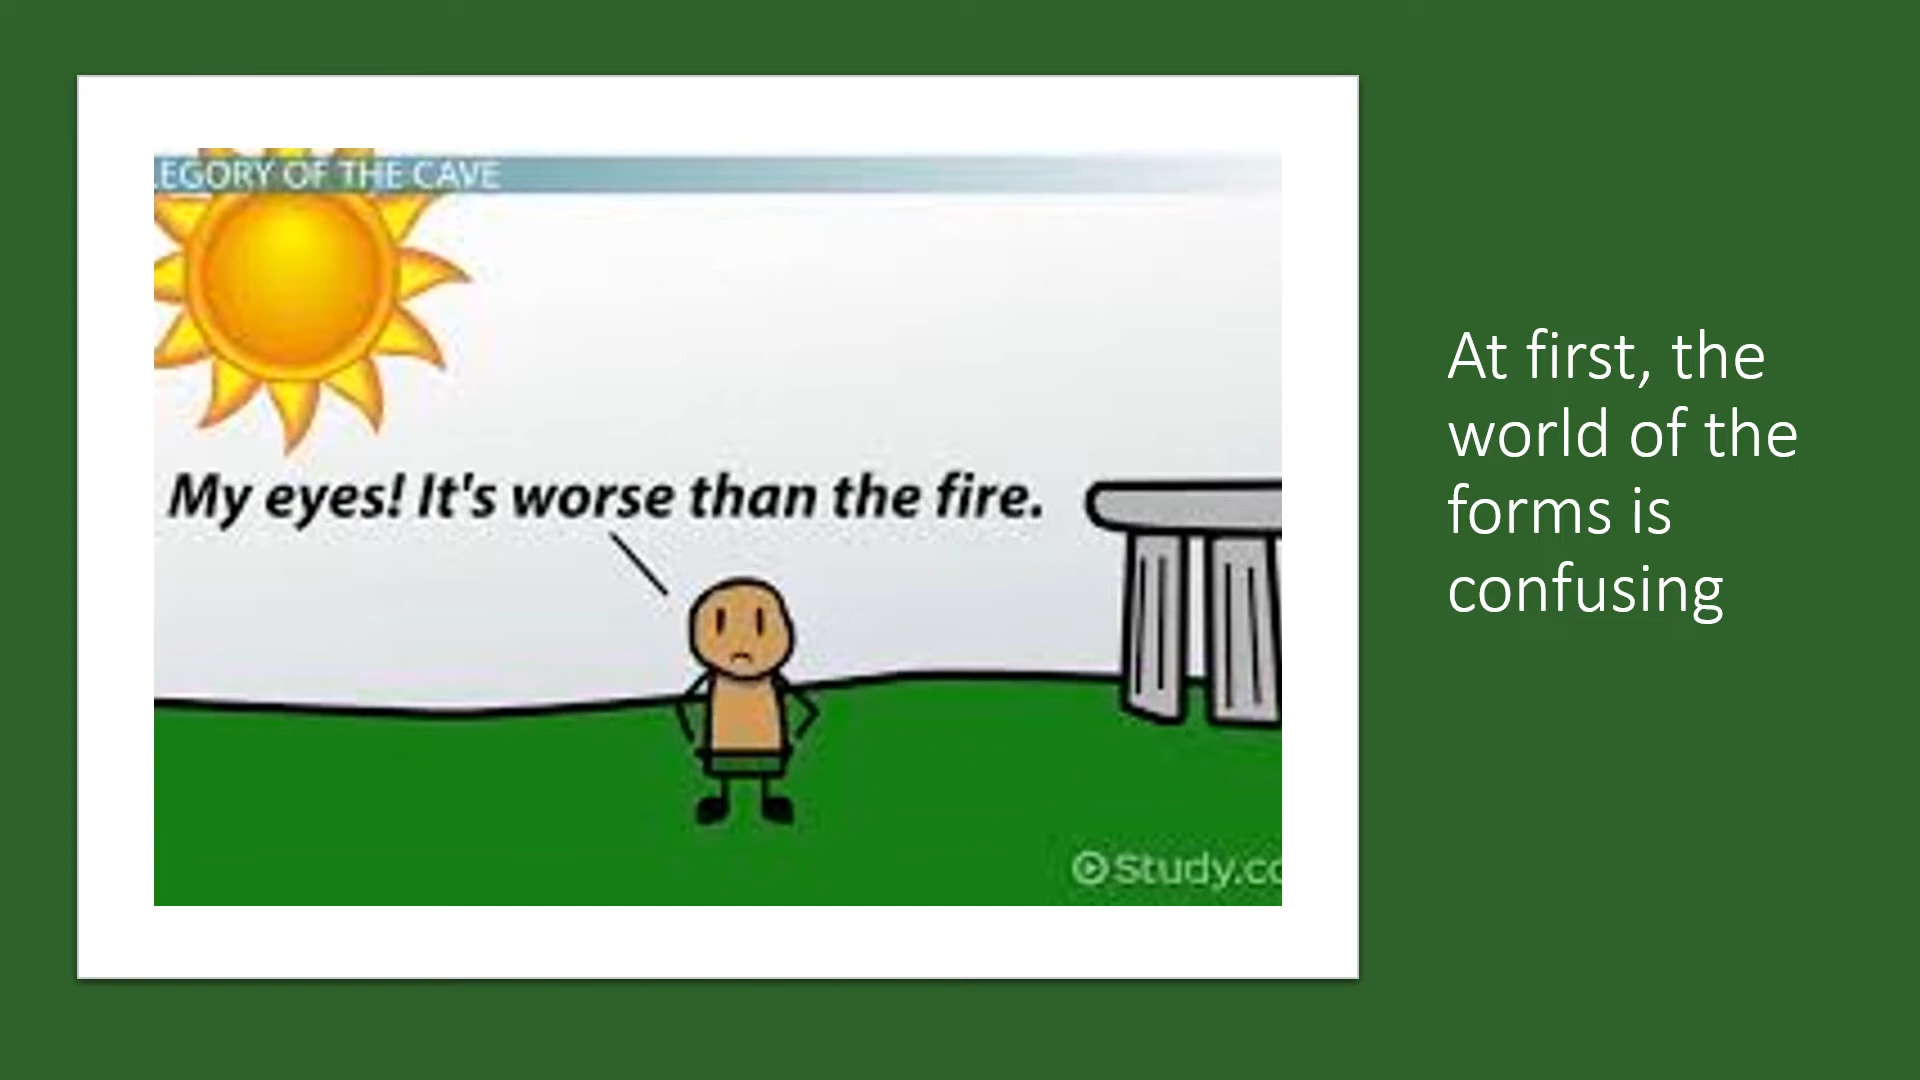 LEGORY OF THE CAVE
My eyes! It's worse than the fire.
Study.co
At first, the
world of the
forms is
confusing